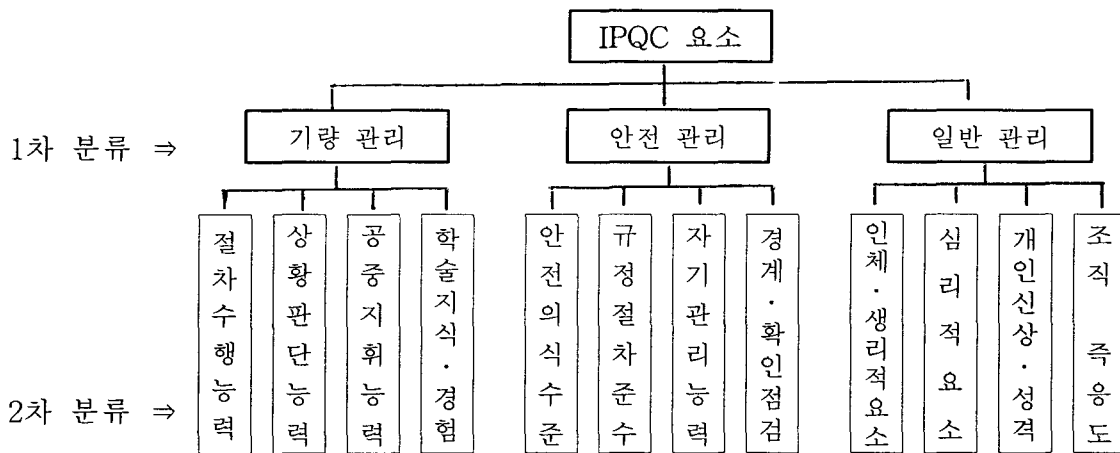 IPQC 요소
1차 분류 ⇒
기량 관리
안전 관리
일반 관리
2차 분류 ⇒
절차수행능력
상황판단능력
공중지휘능력
학술지식·경험
안전의식수준
규정절차준수
자기관리능력
경계·확인점검
인체·생리적요소
심리적요소
개인신상·성격
조직 즉응도